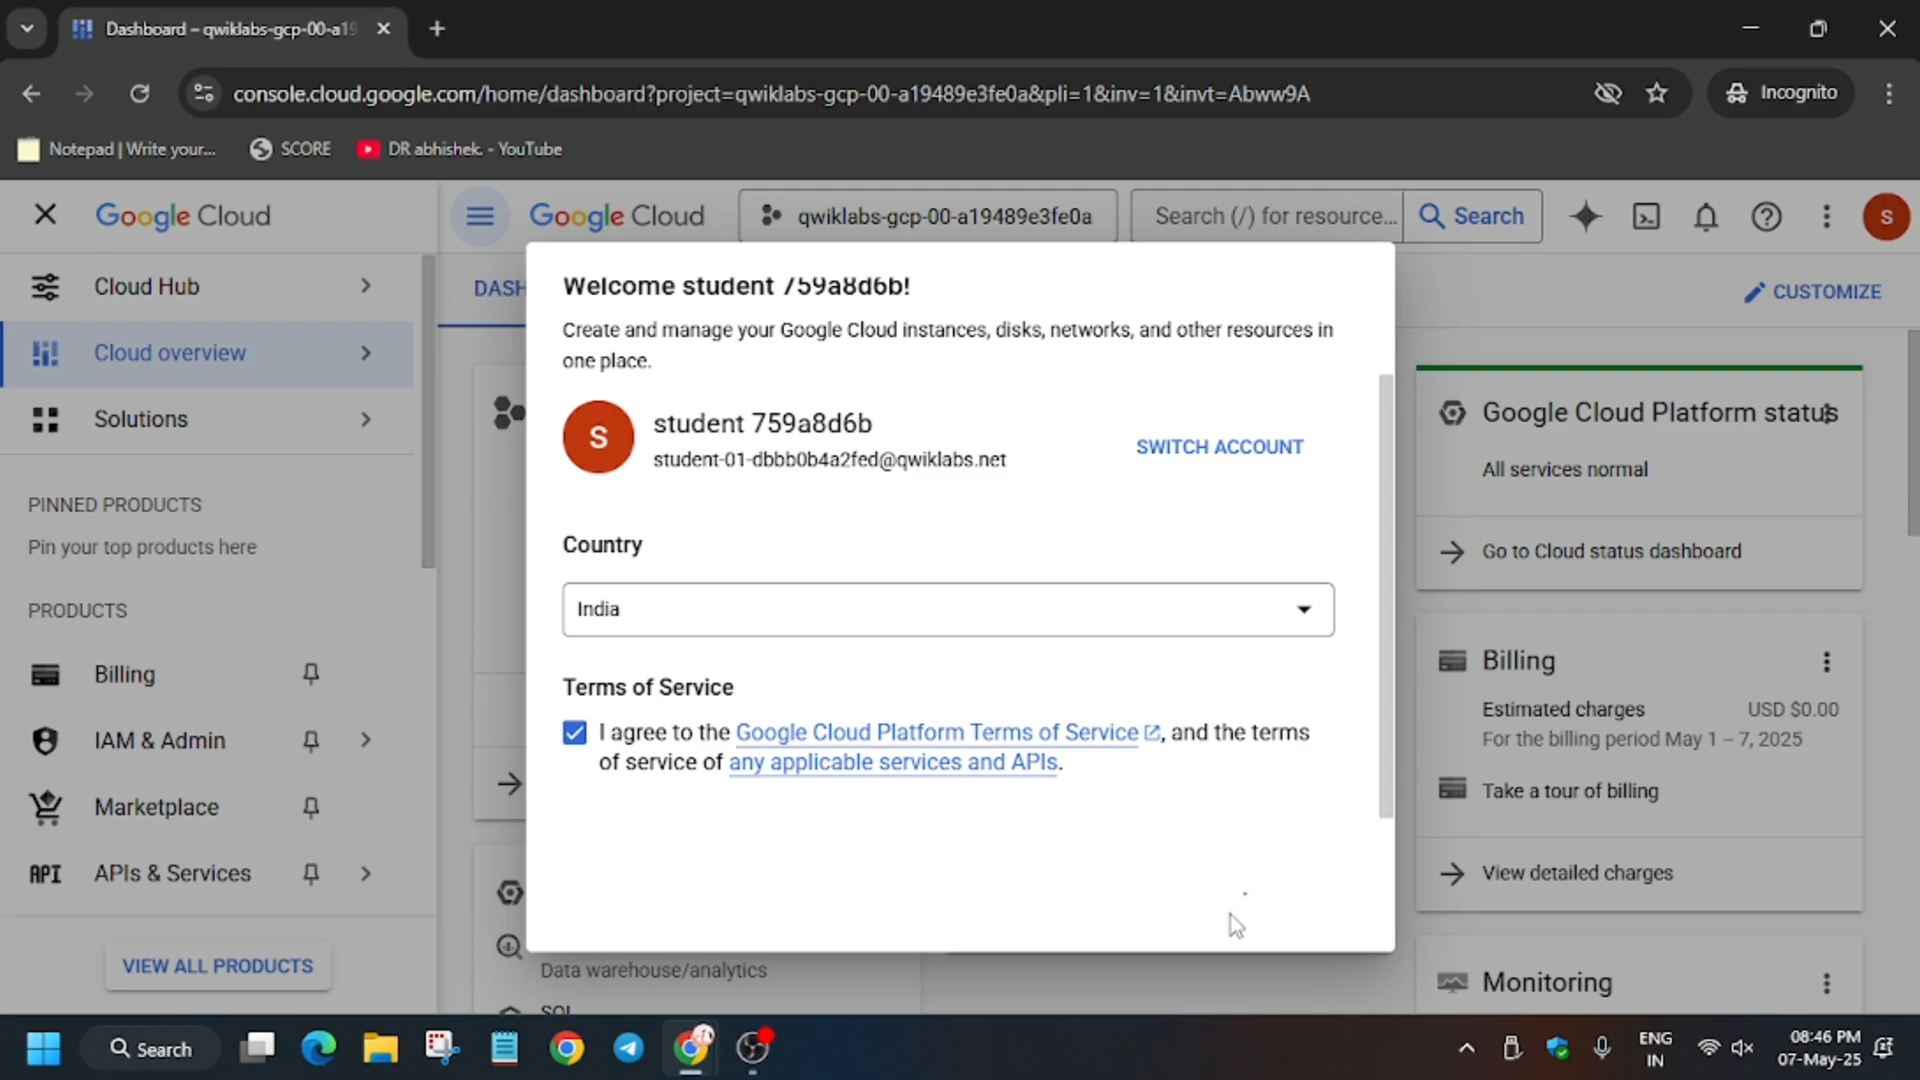 Dashboard – qwiklabs-gcp-00-a19
console.cloud.google.com/home/dashboard?project=qwiklabs-gcp-00-a19489e3fe0a&pli=1&inv=1&invt=Abww9A
Incognito
Notepad | Write your...
SCORE
DR abhishek. - YouTube
Google Cloud
Google Cloud
qwiklabs-gcp-00-a19489e3fe0a
Search (/) for resource...
Search
S
Cloud Hub
Cloud overview
Solutions
PINNED PRODUCTS
Pin your top products here
PRODUCTS
Billing
IAM & Admin
Marketplace
API APIs & Services
VIEW ALL PRODUCTS
DASH
CUSTOMIZE
Welcome student 759a8d6b!
Create and manage your Google Cloud instances, disks, networks, and other resources in
one place.
S
student 759a8d6b
student-01-dbbb0b4a2fed@qwiklabs.net
SWITCH ACCOUNT
Country
India
Terms of Service
I agree to the Google Cloud Platform Terms of Service, and the terms
of service of any applicable services and APIs.
Data warehouse/analytics
SQL
Google Cloud Platform status
All services normal
Go to Cloud status dashboard
Billing
Estimated charges USD $0.00
For the billing period May 1 – 7, 2025
Take a tour of billing
View detailed charges
Monitoring
Search
ENG
IN
08:46 PM
07-May-25